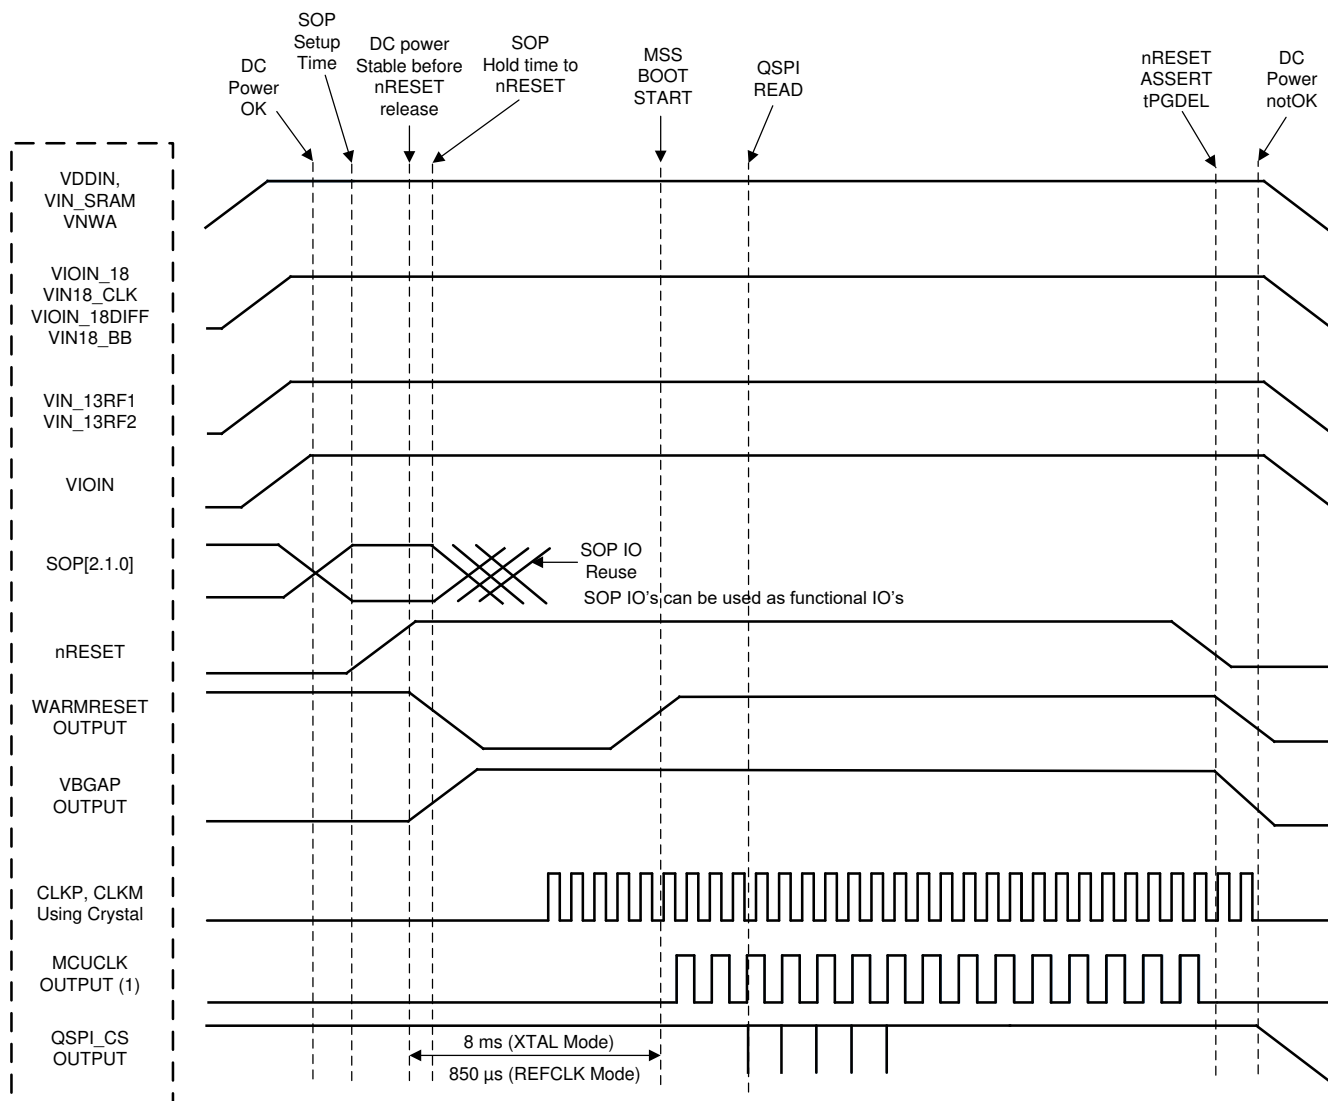 SOP
Setup
Time
DC
Power
OK
DC power
Stable before
nRESET
release
SOP
Hold time to
nRESET
MSS
BOOT
START
QSPI
READ
nRESET
ASSERT
tPGDEL
DC
Power
notOK
VDDIN,
VIN_SRAM
VNWA
VIOIN_18
VIN18_CLK
VIOIN_18DIFF
VIN18_BB
VIN_13RF1
VIN_13RF2
VIOIN
SOP[2.1.0]
SOP IO
Reuse
SOP IO's can be used as functional IO's
nRESET
WARMRESET
OUTPUT
VBGAP
OUTPUT
CLKP, CLKM
Using Crystal
MCUCLK
OUTPUT (1)
QSPI_CS
OUTPUT
8 ms (XTAL Mode)
850 µs (REFCLK Mode)